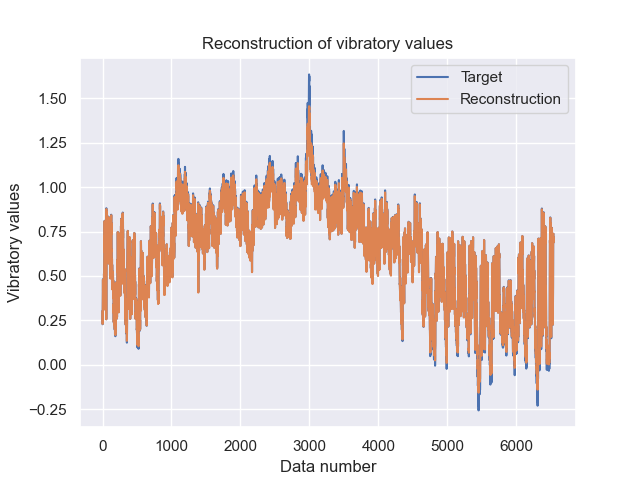 Reconstruction of vibratory values
Target
Reconstruction
1.50
1.25
1.00
0.75
0.50
0.25
0.00
−0.25
Vibratory values
0 1000 2000 3000 4000 5000 6000
Data number